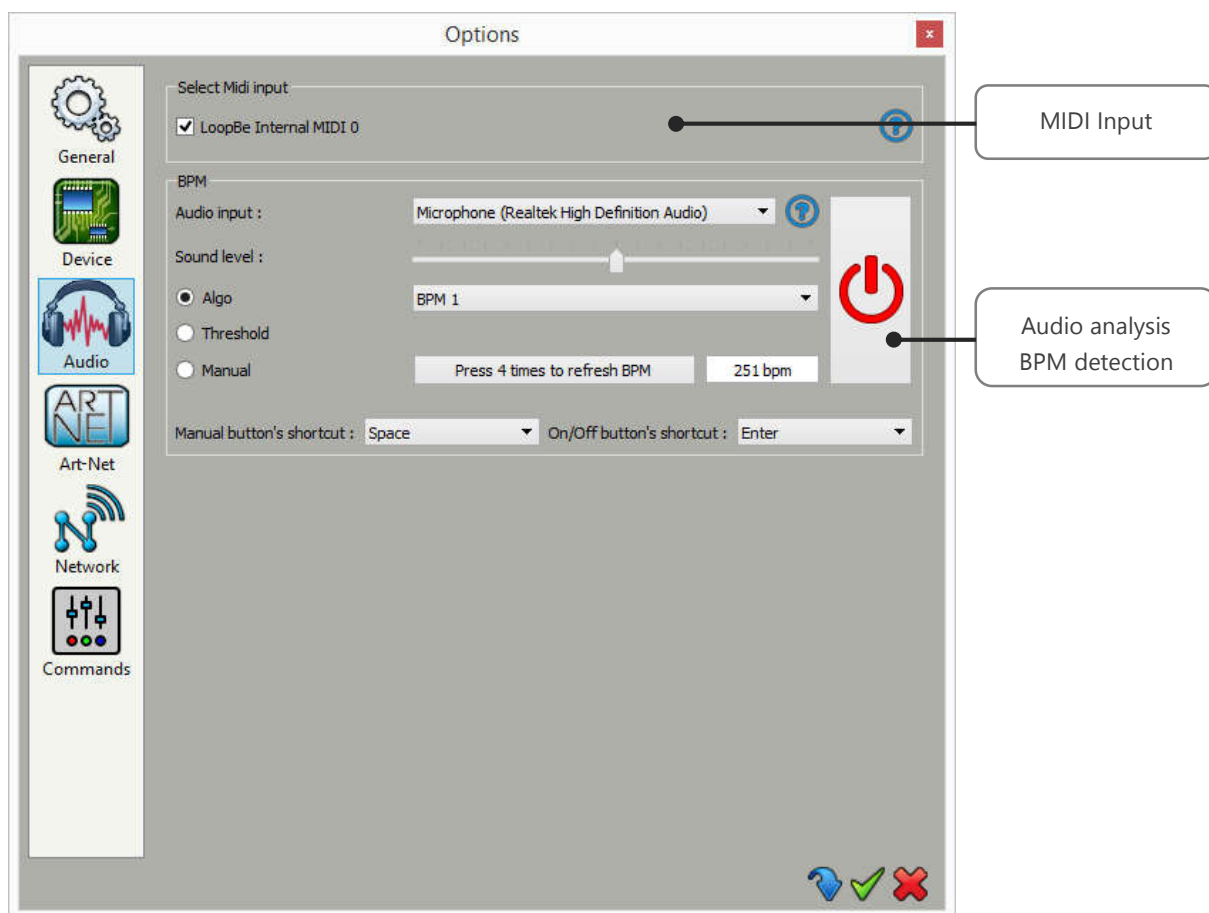 Options
x
Select Midi input
LoopBe Internal MIDI 0
MIDI Input
General
BPM
Audio input :
Microphone (Realtek High Definition Audio)
Device
Sound level :
Algo
BPM 1
Threshold
Audio
Manual
Press 4 times to refresh BPM
251 bpm
Audio analysis
BPM detection
ART
NET
Manual button's shortcut :
Space
On/Off button's shortcut :
Enter
Art-Net
Network
Commands